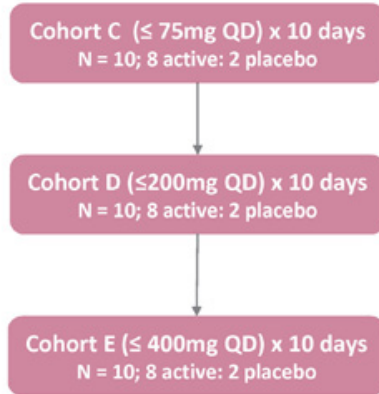 Cohort C (≤ 75mg QD) x 10 days
N = 10; 8 active: 2 placebo
Cohort D (≤200mg QD) x 10 days
N = 10; 8 active: 2 placebo
Cohort E (≤ 400mg QD) x 10 days
N = 10; 8 active: 2 placebo